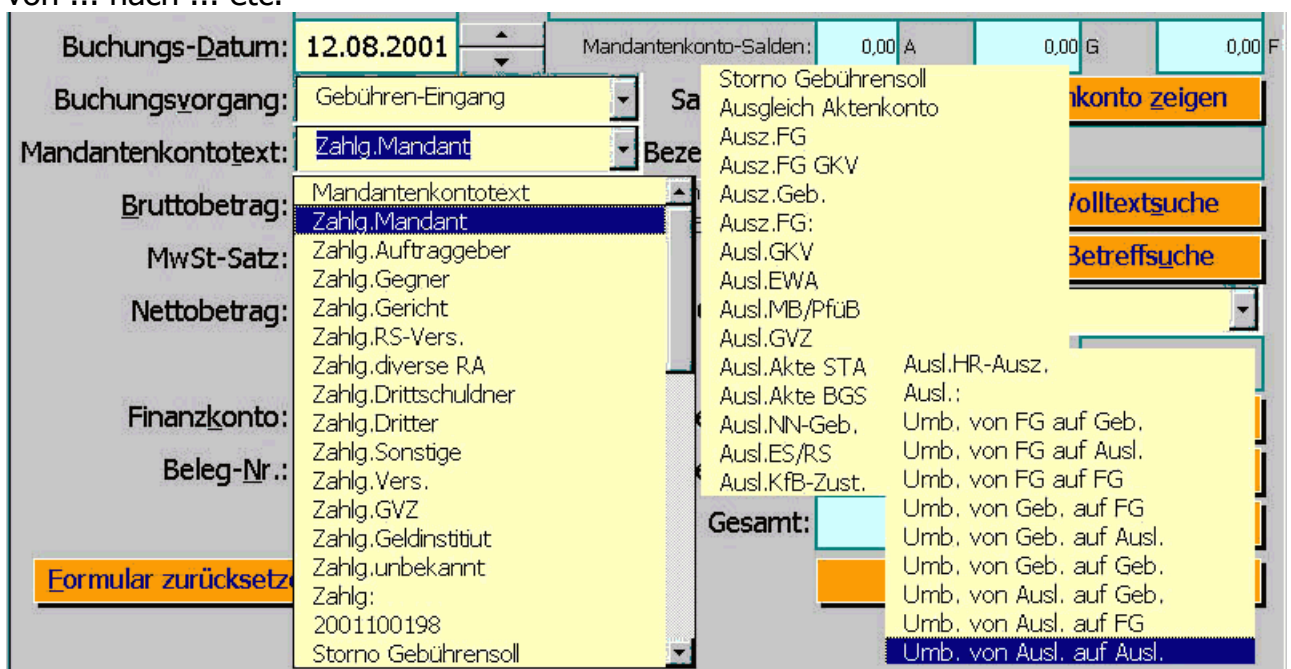 von ... nach ... etc.
Buchungs-Datum: 12.08.2001 Mandantenkonto-Salden: 0,00 A 0,00 G 0,00 F
Buchungsvorgang: Gebühren-Eingang Sa nkonto zeigen
Mandantenkontotext: Zahlg.Mandant Beze
Bruttobetrag: Volltextsuche
MwSt-Satz: Betreffsuche
Nettobetrag:
Finanzkonto:
Beleg-Nr.:
Gesamt:
Formular zurücksetze
Mandantenkontotext
Zahlg.Mandant
Zahlg.Auftraggeber
Zahlg.Gegner
Zahlg.Gericht
Zahlg.RS-Vers.
Zahlg.diverse RA
Zahlg.Drittschuldner
Zahlg.Dritter
Zahlg.Sonstige
Zahlg.Vers.
Zahlg.GVZ
Zahlg.Geldinstitiut
Zahlg.unbekannt
Zahlg:
2001100198
Storno Gebührensoll
Storno Gebührensoll
Ausgleich Aktenkonto
Ausz.FG
Ausz.FG GKV
Ausz.Geb.
Ausz.FG:
Ausl.GKV
Ausl.EWA
Ausl.MB/PfüB
Ausl.GVZ
Ausl.Akte STA
Ausl.Akte BGS
Ausl.NN-Geb.
Ausl.ES/RS
Ausl.KfB-Zust.
Ausl.HR-Ausz.
Ausl.:
Umb. von FG auf Geb.
Umb. von FG auf Ausl.
Umb. von FG auf FG
Umb. von Geb. auf FG
Umb. von Geb. auf Ausl.
Umb. von Geb. auf Geb.
Umb. von Ausl. auf Geb.
Umb. von Ausl. auf FG
Umb. von Ausl. auf Ausl.